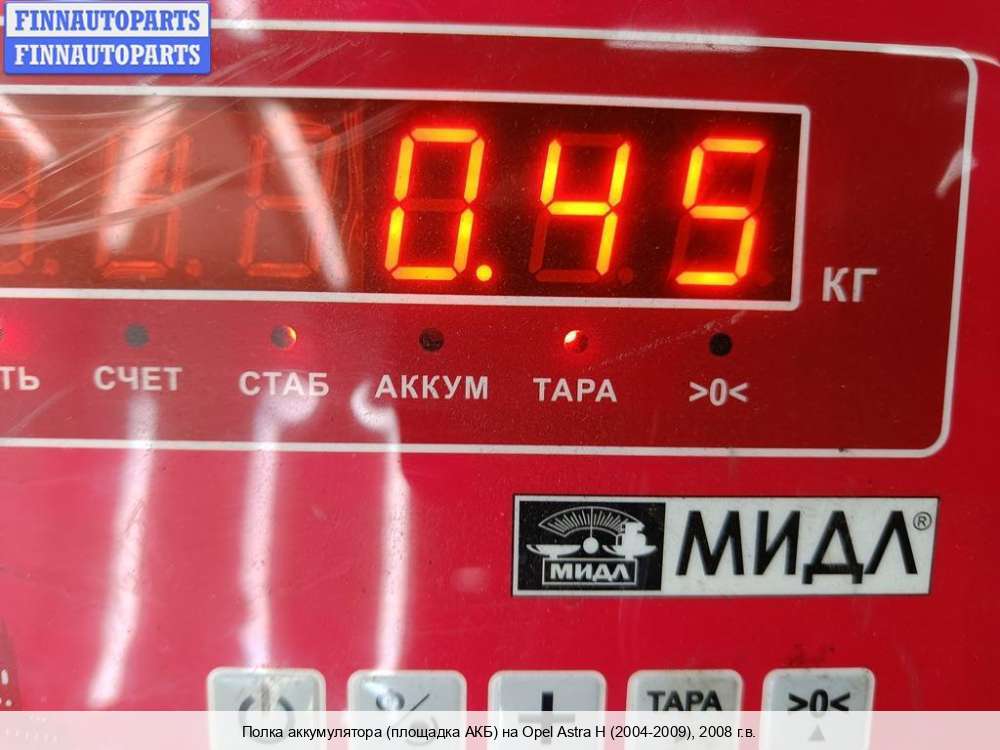 FINNAUTOPARTS
FINNAUTOPARTS
0.45
КГ
ТЬ СЧЕТ СТАБ АККУМ ТАРА >0<
МИДЛ МИДЛ®
ТАРА >0<
Полка аккумулятора (площадка АКБ) на Opel Astra H (2004-2009), 2008 г.в.